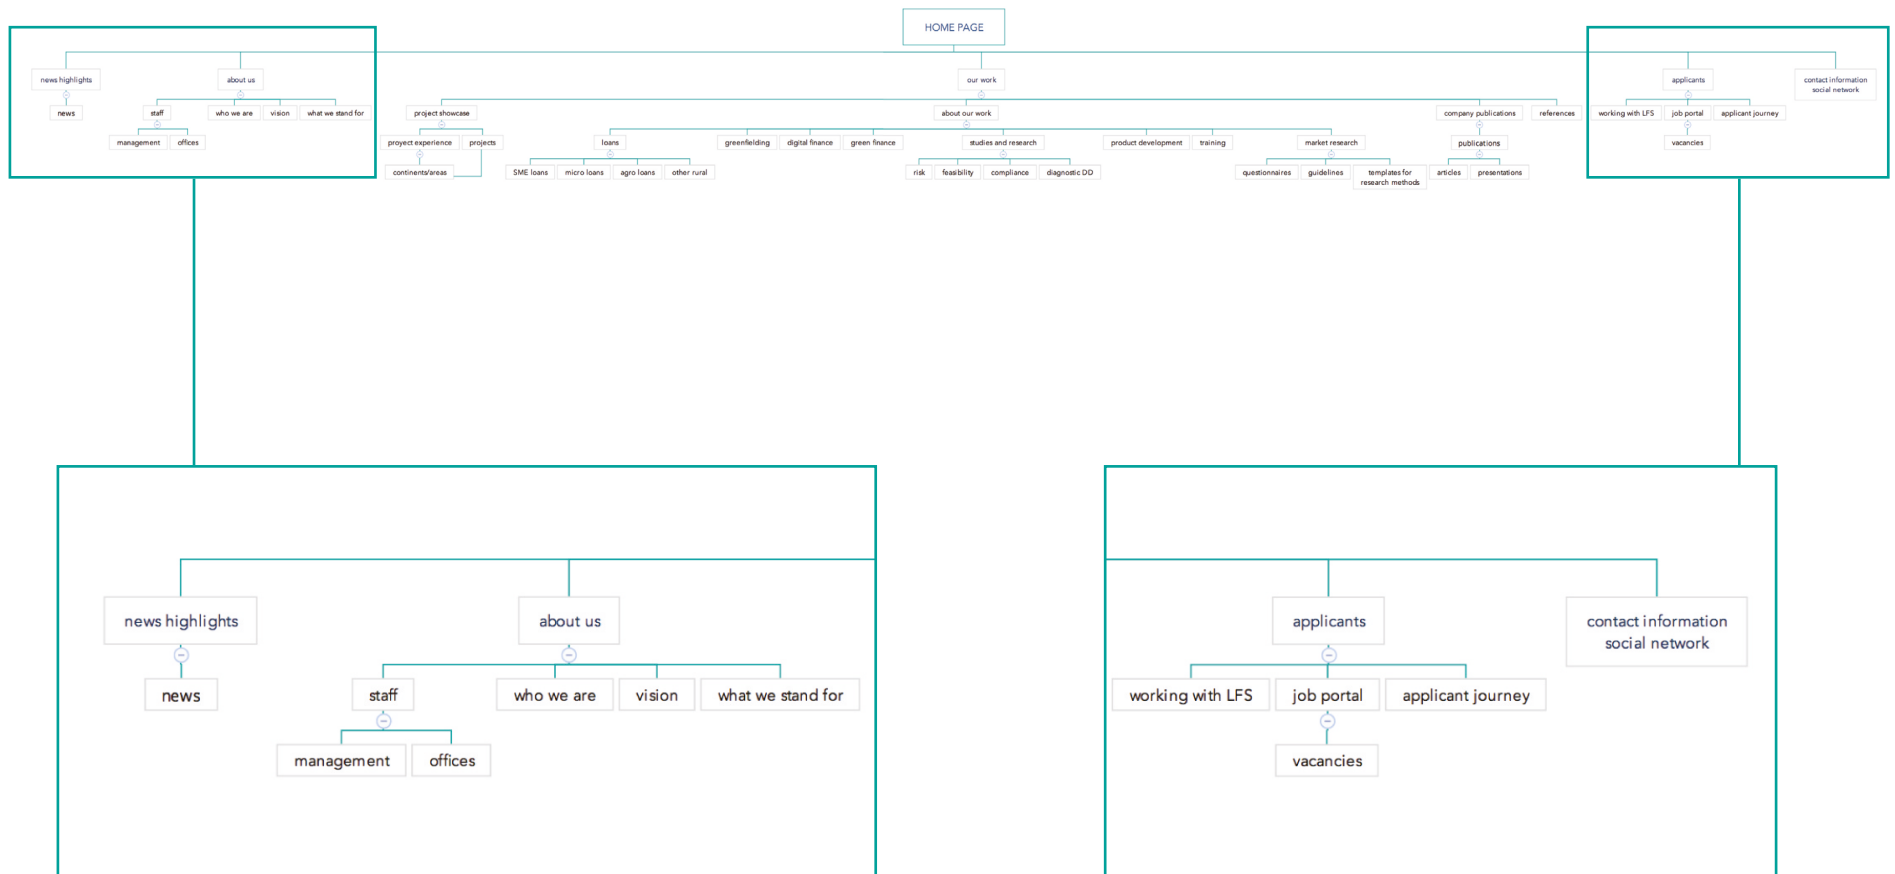 HOME PAGE
news highlights
about us
our work
applicants
contact information
social network
news
staff
who we are
vision
what we stand for
project showcase
about our work
company publications
references
working with LFS
job portal
applicant journey
management
offices
proyect experience
projects
loans
greenfielding
digital finance
green finance
studies and research
product development
training
market research
publications
vacancies
continents/areas
SME loans
micro loans
agro loans
other rural
risk
feasibility
compliance
diagnostic DD
questionnaires
guidelines
templates for
research methods
articles
presentations
news highlights
about us
news
staff
who we are
vision
what we stand for
management
offices
applicants
contact information
social network
working with LFS
job portal
applicant journey
vacancies